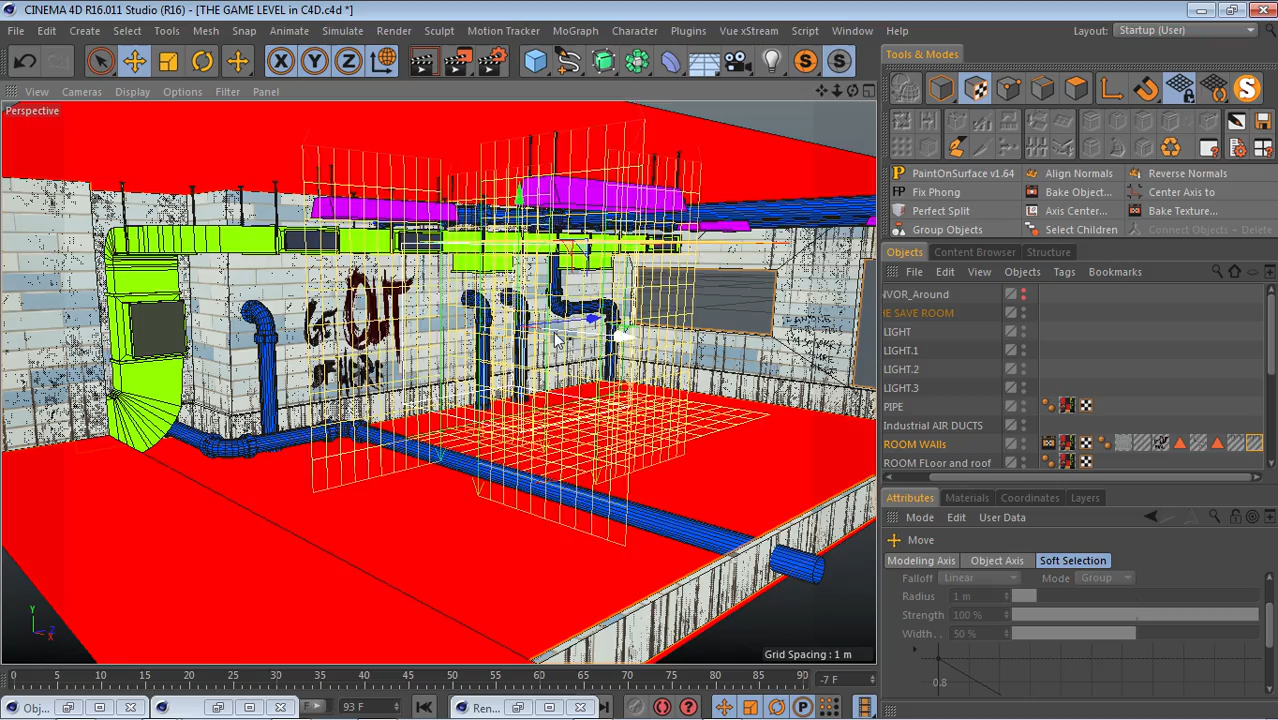 CINEMA 4D R16.011 Studio (R16) - [THE GAME LEVEL in C4D.c4d *]
File Edit Create Select Tools Mesh Snap Animate Simulate Render Sculpt Motion Tracker MoGraph Character Plugins Vue xStream Script Window Help Layout: Startup (User)
X Y Z S S
Tools & Modes
View Cameras Display Options Filter Panel
Perspective
PaintOnSurface v1.64 Align Normals Reverse Normals
Fix Phong Bake Object... Center Axis to
Perfect Split Axis Center... Bake Texture...
Group Objects Select Children Connect Objects + Delete
Objects Content Browser Structure
File Edit View Objects Tags Bookmarks
NVOR_Around
HE SAVE ROOM
LIGHT
LIGHT.1
LIGHT.2
LIGHT.3
PIPE
Industrial AIR DUCTS
ROOM WAlls
ROOM FLoor and roof
OUT
Attributes Materials Coordinates Layers
Mode Edit User Data
Move
Modeling Axis Object Axis Soft Selection
Falloff Linear Mode Group
Radius 1 m
Strength 100 %
Width . . 50 %
0.8
Y
X
Z
Grid Spacing : 1 m
0 5 10 15 20 25 30 35 40 45 50 55 60 65 70 75 80 85 90 -7 F
Obj... 93 F Ren... P